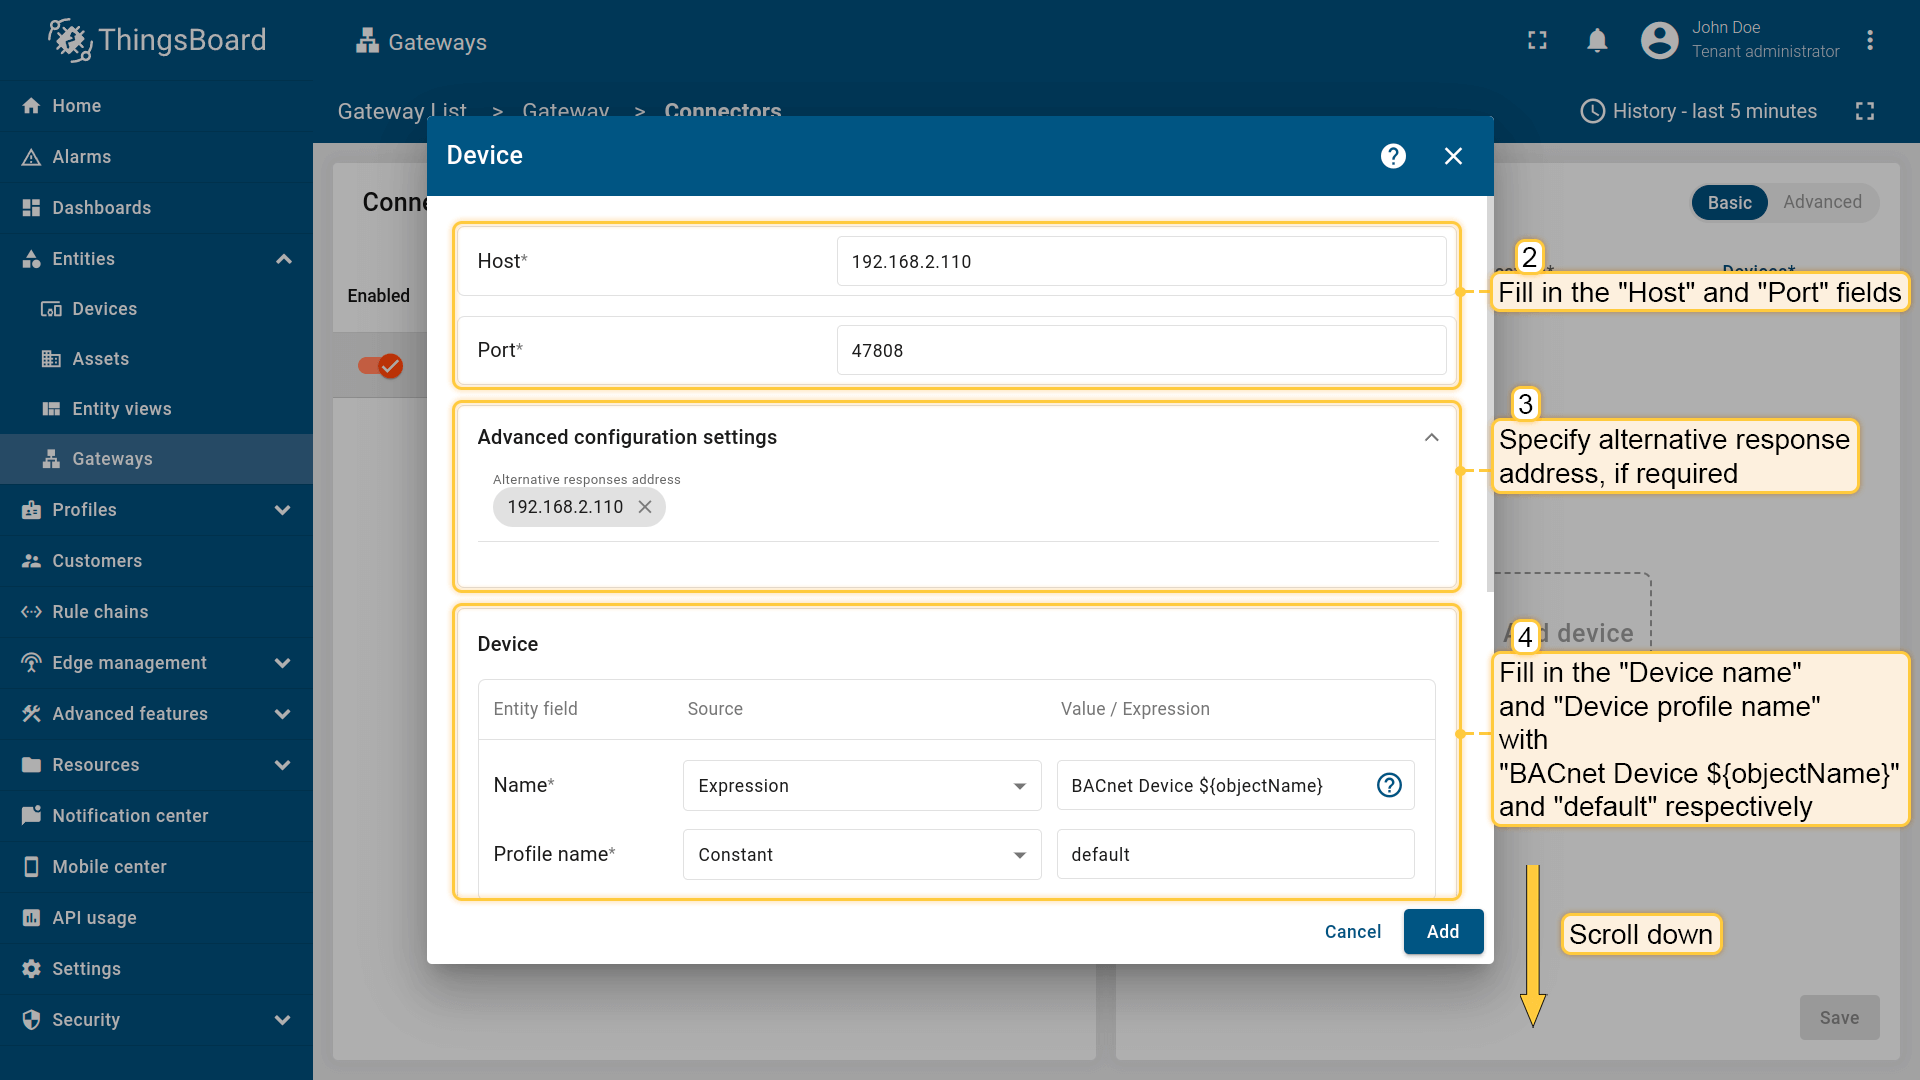 ThingsBoard
Gateways
John Doe
Tenant administrator
Home
Alarms
Dashboards
Entities
Devices
Assets
Entity views
Gateways
Profiles
Customers
Rule chains
Edge management
Advanced features
Resources
Notification center
Mobile center
API usage
Settings
Security
Gateway List > Gateway > Connectors
History - last 5 minutes
Basic
Advanced
Enabled
Devices*
Device
Host*
192.168.2.110
Port*
47808
Advanced configuration settings
Alternative responses address
192.168.2.110
Device
Entity field
Source
Value / Expression
Name*
Expression
BACnet Device ${objectName}
Profile name*
Constant
default
Cancel
Add
2
Fill in the "Host" and "Port" fields
3
Specify alternative response
address, if required
device
4
Fill in the "Device name"
and "Device profile name"
with
"BACnet Device ${objectName}"
and "default" respectively
Scroll down
Save